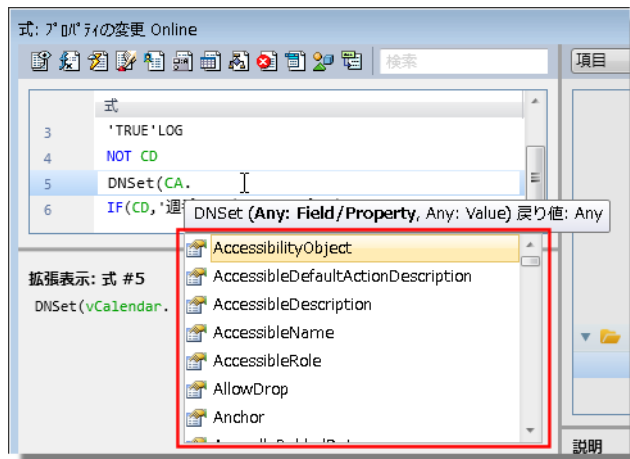 式: ﾌﾟﾛﾊﾟﾃｨの変更 Online
検索
項目
式
3 'TRUE'LOG
4 NOT CD
5 DNSet(CA.
6 IF(CD,'週
DNSet (Any: Field/Property, Any: Value) 戻り値: Any
AccessibilityObject
AccessibleDefaultActionDescription
AccessibleDescription
AccessibleName
AccessibleRole
AllowDrop
Anchor
拡張表示: 式 #5
DNSet(vCalendar.
説明